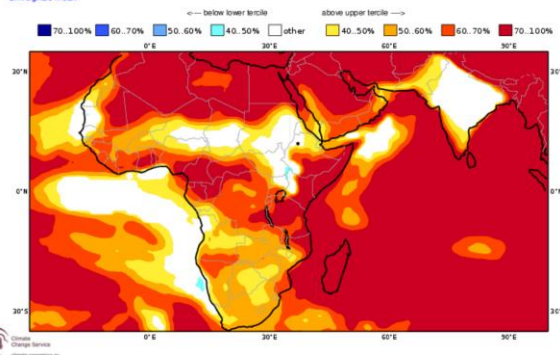 <---- below lower tercile above upper tercile ---->
70..100% 60..70% 50..60% 40..50% other 40..50% 50..60% 60..70% 70..100%
0°E 30°E 60°E 90°E
30°N 30°
0°N 0°
30°S 30°
0°E 30°E 60°E 90°E
Climate
Change Service